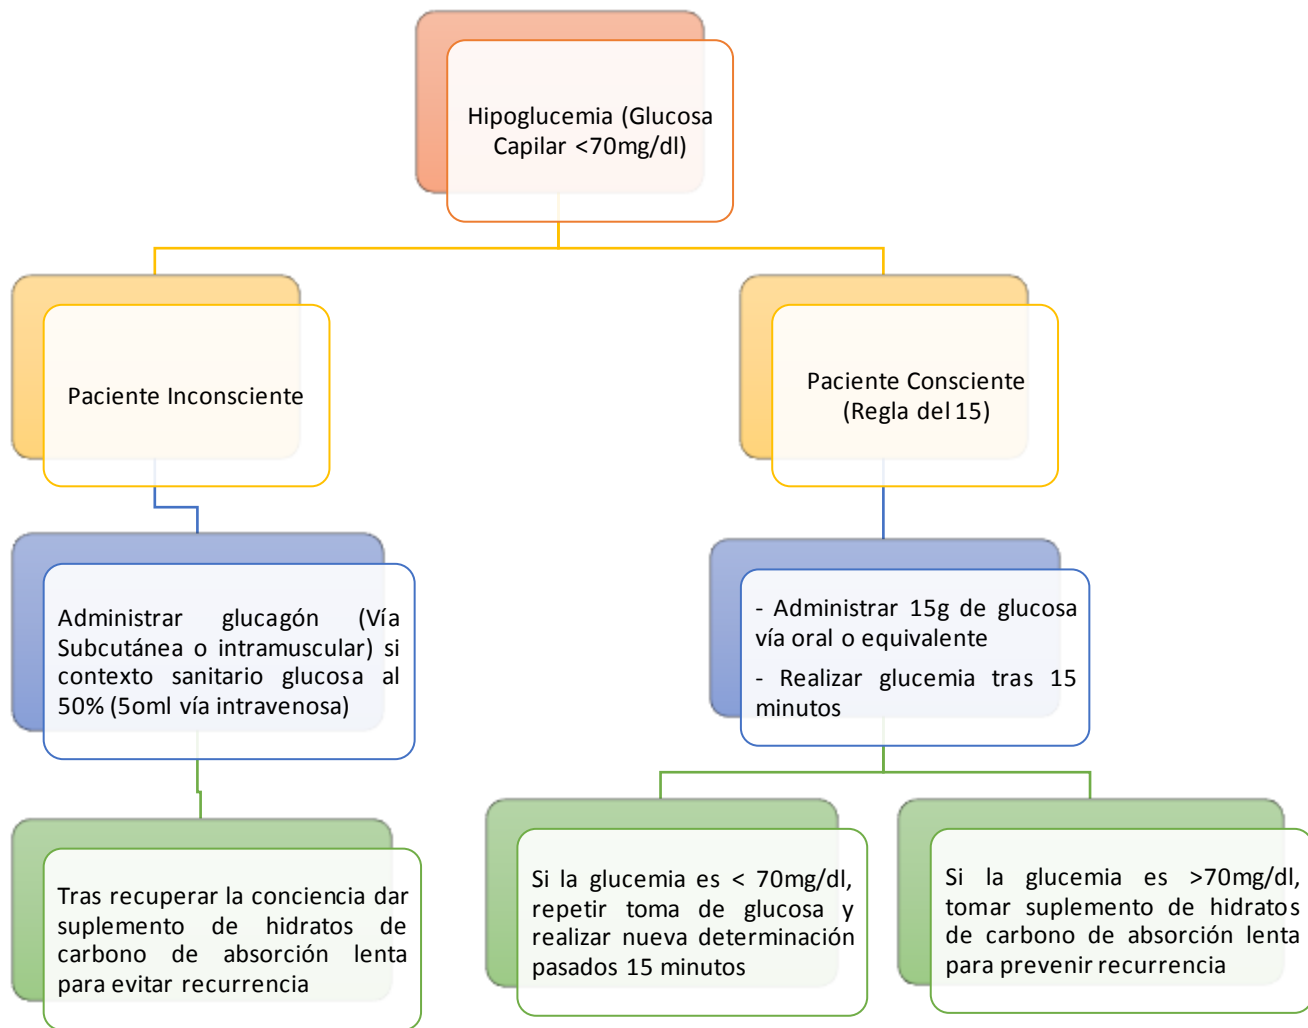 Hipoglucemia (Glucosa
Capilar <70mg/dl)
Paciente Inconsciente
Paciente Consciente
(Regla del 15)
Administrar glucagón (Vía
Subcutánea o intramuscular) si
contexto sanitario glucosa al
50% (5oml vía intravenosa)
- Administrar 15g de glucosa
vía oral o equivalente
- Realizar glucemia tras 15
minutos
Tras recuperar la conciencia dar
suplemento de hidratos de
carbono de absorción lenta
para evitar recurrencia
Si la glucemia es < 70mg/dl,
repetir toma de glucosa y
realizar nueva determinación
pasados 15 minutos
Si la glucemia es >70mg/dl,
tomar suplemento de hidratos
de carbono de absorción lenta
para prevenir recurrencia